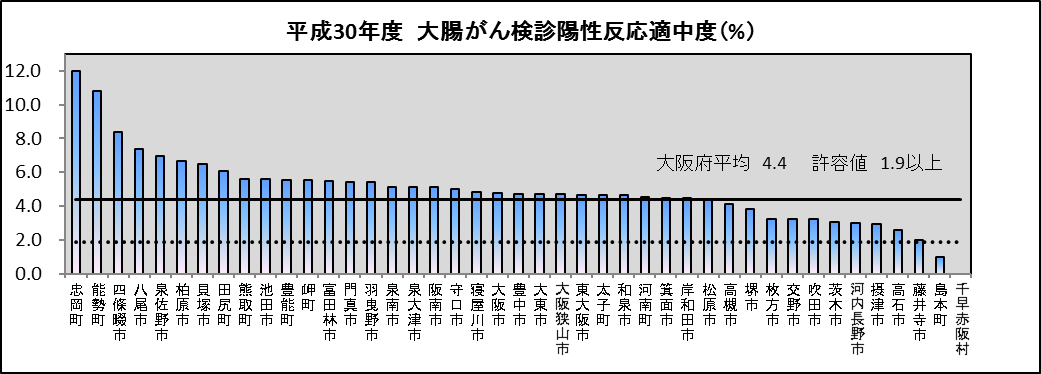 平成30年度 大腸がん検診陽性反応適中度(%)
12.0
10.0
8.0
6.0
4.0
2.0
0.0
大阪府平均 4.4 許容値 1.9以上
忠岡町
能勢町
四條畷市
八尾市
泉佐野市
柏原市
貝塚市
田尻町
熊取町
池田市
豊能町
岬町
富田林市
門真市
羽曳野市
泉南市
泉大津市
阪南市
守口市
寝屋川市
大阪市
豊中市
大東市
大阪狭山市
東大阪市
太子町
和泉市
河南町
箕面市
岸和田市
松原市
高槻市
堺市
枚方市
交野市
吹田市
茨木市
河内長野市
摂津市
高石市
藤井寺市
島本町
千早赤阪村